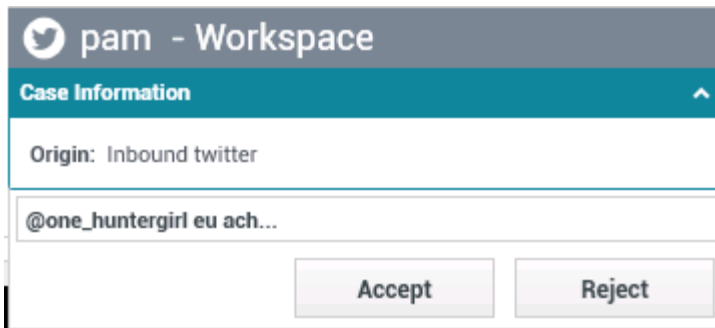 pam - Workspace
Case Information
Origin: Inbound twitter
@one_huntergirl eu ach...
Accept Reject